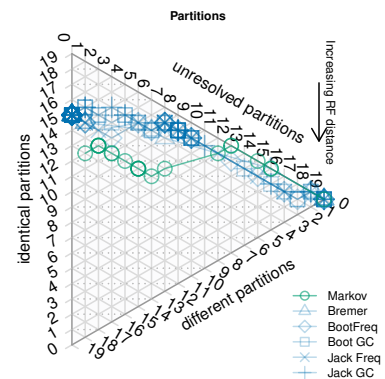 Partitions
0 1 2 3 4 5 6 7 8 9 10 11 12 13 14 15 16 17 18 19
unresolved partitions
Increasing RF distance
19
18
17
16
15
14
13
12
11
10
9
8
7
6
5
4
3
2
1
0
identical partitions
0 1 2 3 4 5 6 7 8 9 10 11 12 13 14 15 16 17 18 19
different partitions
Markov
Bremer
BootFreq
Boot GC
Jack Freq
Jack GC